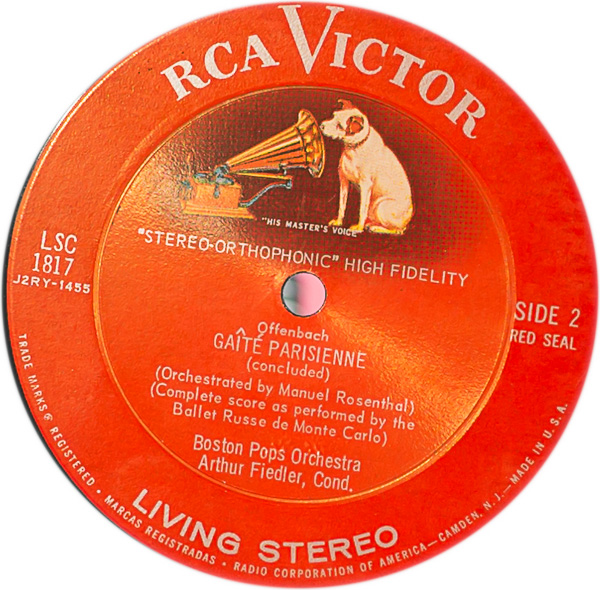 RCA VICTOR
"HIS MASTER'S VOICE"
"STEREO-ORTHOPHONIC" HIGH FIDELITY
LSC
1817
J2RY-1455
SIDE 2
RED SEAL
Offenbach
GAÎTÉ PARISIENNE
(concluded)
(Orchestrated by Manuel Rosenthal)
(Complete score as performed by the
Ballet Russe de Monte Carlo)
Boston Pops Orchestra
Arthur Fiedler, Cond.
LIVING STEREO
TRADE MARKS® REGISTERED • MARCAS REGISTRADAS • RADIO CORPORATION OF AMERICA—CAMDEN, N. J.—MADE IN U. S. A.